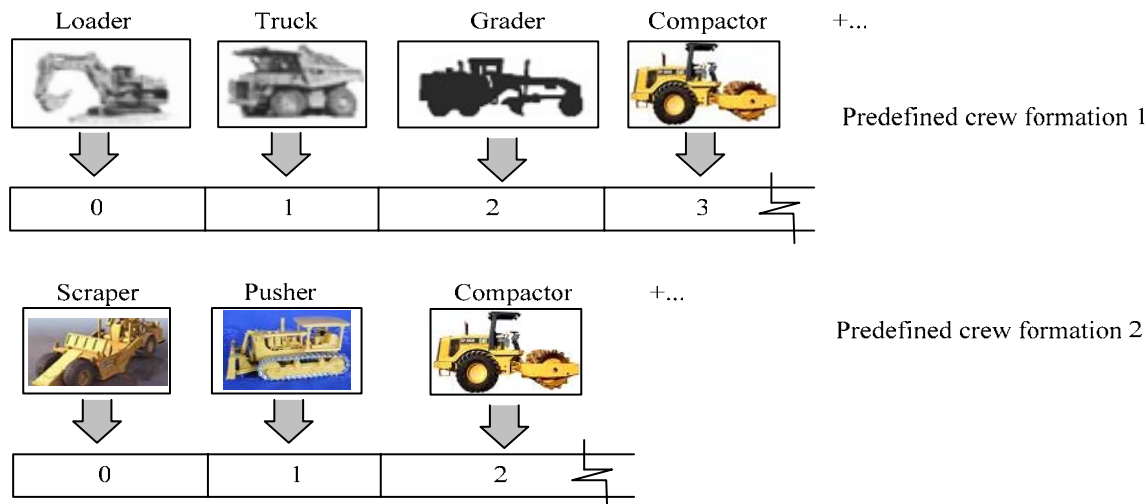 Loader Truck Grader Compactor +...
Predefined crew formation 1
0 1 2 3
Scraper Pusher Compactor +...
Predefined crew formation 2
0 1 2